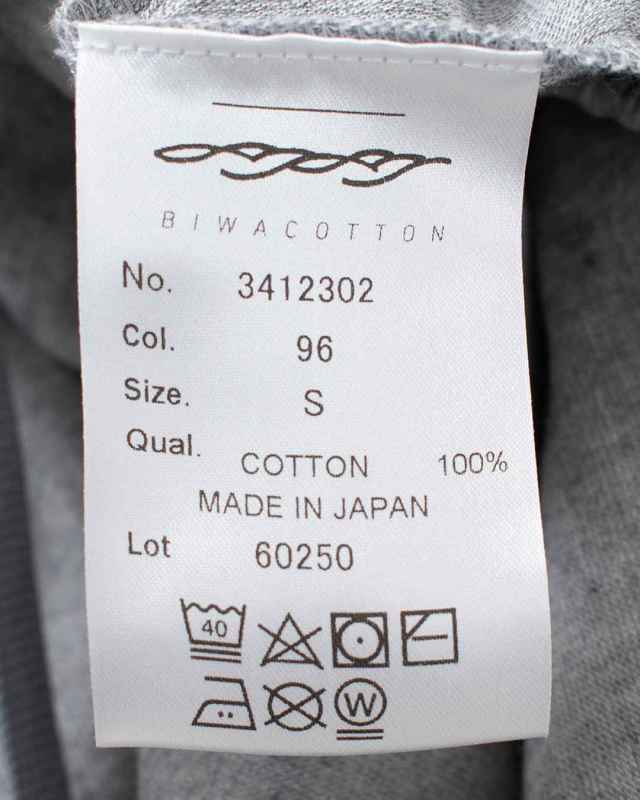 BIWACOTTON
No. 3412302
Col. 96
Size. S
Qual.
COTTON 100%
MADE IN JAPAN
Lot 60250
40
W